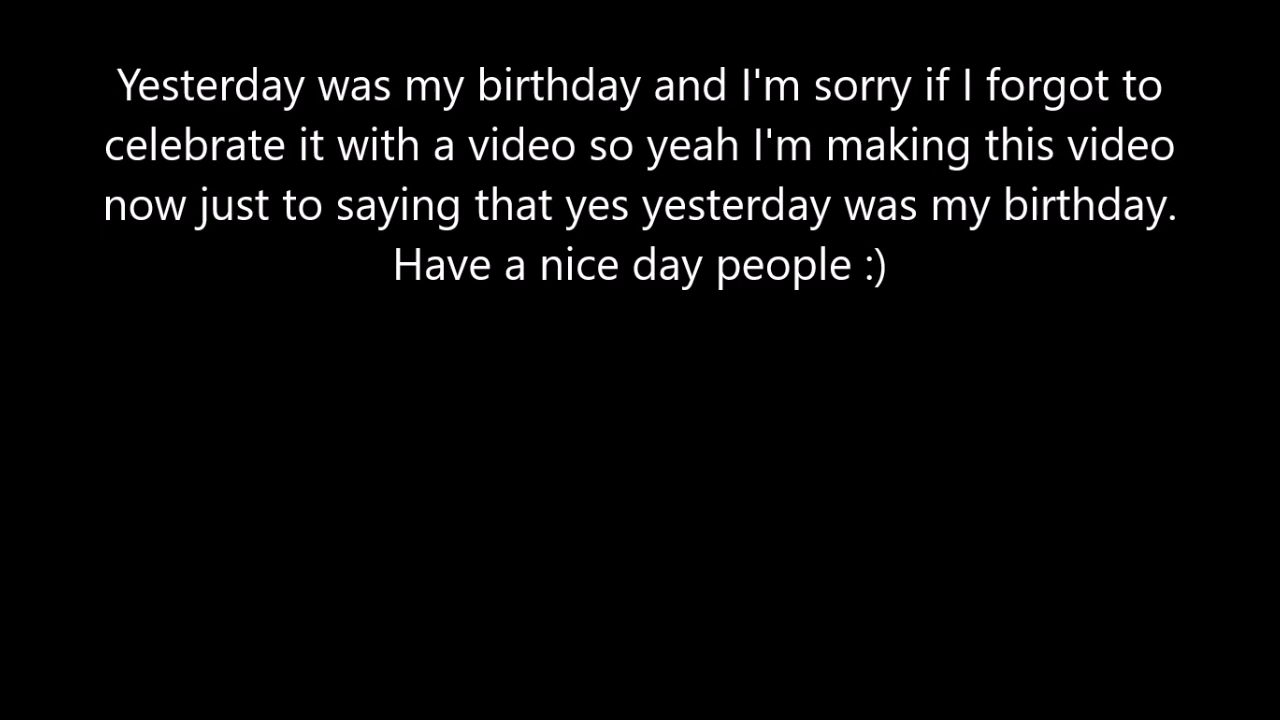 Yesterday was my birthday and I'm sorry if I forgot to
celebrate it with a video so yeah I'm making this video
now just to saying that yes yesterday was my birthday.
Have a nice day people :)